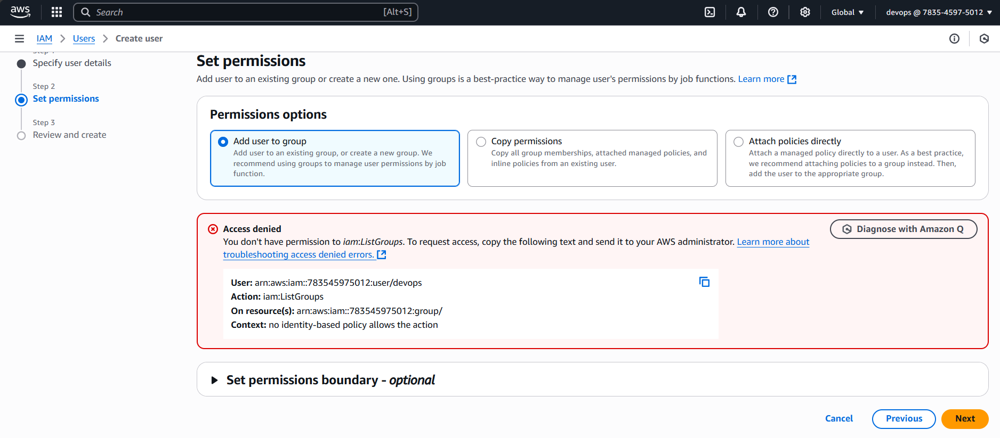 aws
Search
[Alt+S]
Global
devops @ 7835-4597-5012
IAM
Users
Create user
Specify user details
Step 2
Set permissions
Step 3
Review and create
Set permissions
Add user to an existing group or create a new one. Using groups is a best-practice way to manage user's permissions by job functions. Learn more
Permissions options
Add user to group
Add user to an existing group, or create a new group. We
recommend using groups to manage user permissions by job
function.
Copy permissions
Copy all group memberships, attached managed policies, and
inline policies from an existing user.
Attach policies directly
Attach a managed policy directly to a user. As a best practice,
we recommend attaching policies to a group instead. Then,
add the user to the appropriate group.
Access denied
Diagnose with Amazon Q
You don't have permission to iam:ListGroups. To request access, copy the following text and send it to your AWS administrator. Learn more about
troubleshooting access denied errors.
User: arn:aws:iam::783545975012:user/devops
Action: iam:ListGroups
On resource(s): arn:aws:iam::783545975012:group/
Context: no identity-based policy allows the action
Set permissions boundary - optional
Cancel
Previous
Next